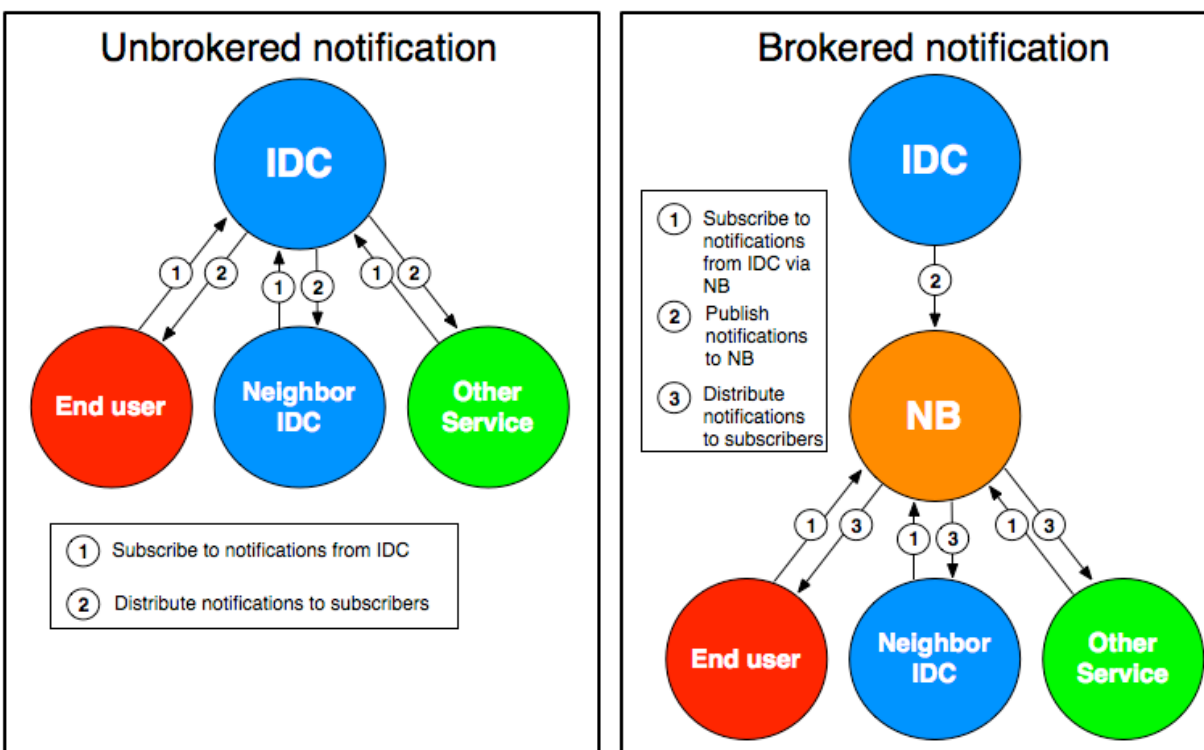 Unbrokered notification
IDC
1
2
1
2
1
2
End user
Neighbor
IDC
Other
Service
1 Subscribe to notifications from IDC
2 Distribute notifications to subscribers
Brokered notification
IDC
1 Subscribe to
notifications
from IDC via
NB
2 Publish
notifications
to NB
3 Distribute
notifications
to subscribers
2
NB
1
3
1
3
1
3
End user
Neighbor
IDC
Other
Service